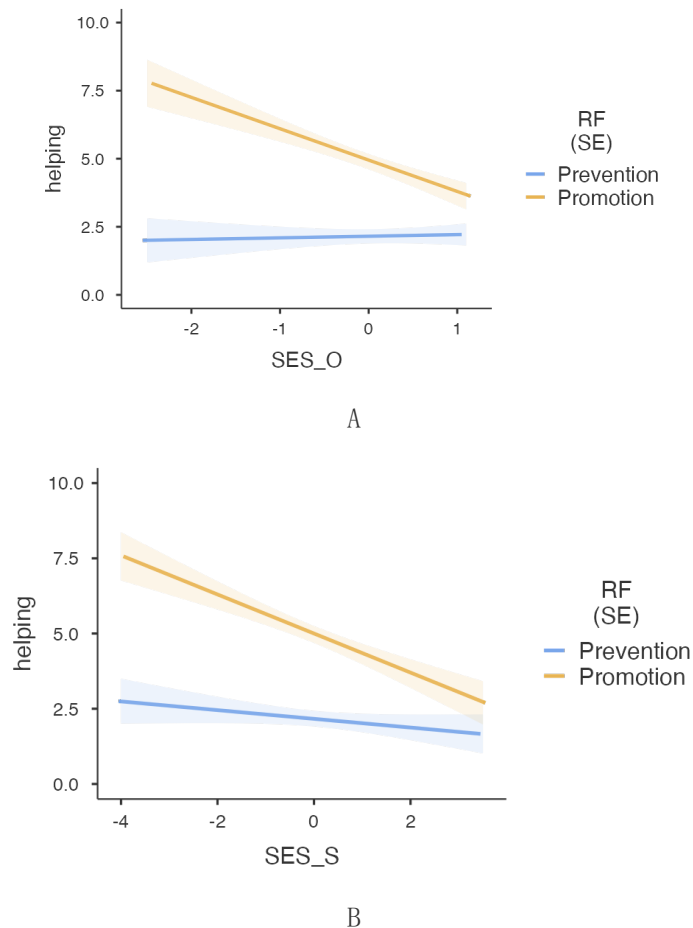 10.0
7.5
5.0
2.5
0.0
helping
-2 -1 0 1
SES_O
RF
(SE)
Prevention
Promotion
A
10.0
7.5
5.0
2.5
0.0
helping
-4 -2 0 2
SES_S
RF
(SE)
Prevention
Promotion
B